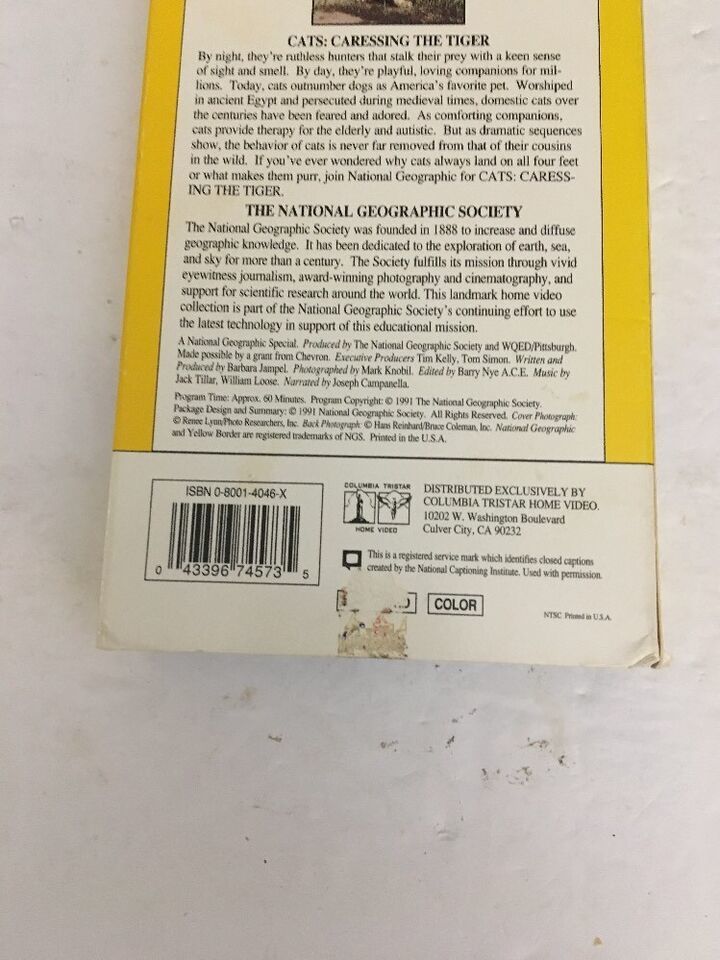 CATS: CARESSING THE TIGER
By night, they're ruthless hunters that stalk their prey with a keen sense
of sight and smell. By day, they're playful, loving companions for mil-
lions. Today, cats outnumber dogs as America's favorite pet. Worshiped
in ancient Egypt and persecuted during medieval times, domestic cats over
the centuries have been feared and adored. As comforting companions,
cats provide therapy for the elderly and autistic. But as dramatic sequences
show, the behavior of cats is never far removed from that of their cousins
in the wild. If you've ever wondered why cats always land on all four feet
or what makes them purr, join National Geographic for CATS: CARESS-
ING THE TIGER.
THE NATIONAL GEOGRAPHIC SOCIETY
The National Geographic Society was founded in 1888 to increase and diffuse
geographic knowledge. It has been dedicated to the exploration of earth, sea,
and sky for more than a century. The Society fulfills its mission through vivid
eyewitness journalism, award-winning photography and cinematography, and
support for scientific research around the world. This landmark home video
collection is part of the National Geographic Society's continuing effort to use
the latest technology in support of this educational mission.
A National Geographic Special. Produced by The National Geographic Society and WQED/Pittsburgh.
Made possible by a grant from Chevron. Executive Producers Tim Kelly, Tom Simon. Written and
Produced by Barbara Jampel. Photographed by Mark Knobil. Edited by Barry Nye A.C.E. Music by
Jack Tillar, William Loose. Narrated by Joseph Campanella.
Program Time: Approx. 60 Minutes. Program Copyright: © 1991 The National Geographic Society.
Package Design and Summary: © 1991 National Geographic Society. All Rights Reserved. Cover Photograph:
© Renee Lynn/Photo Researchers, Inc. Back Photograph: © Hans Reinhard/Bruce Coleman, Inc. National Geographic
and Yellow Border are registered trademarks of NGS. Printed in the U.S.A.
ISBN 0-8001-4046-X
0 43396 74573 5
COLUMBIA TRISTAR
HOME VIDEO
DISTRIBUTED EXCLUSIVELY BY
COLUMBIA TRISTAR HOME VIDEO.
10202 W. Washington Boulevard
Culver City, CA 90232
This is a registered service mark which identifies closed captions
created by the National Captioning Institute. Used with permission.
COLOR
NTSC Printed in U.S.A.